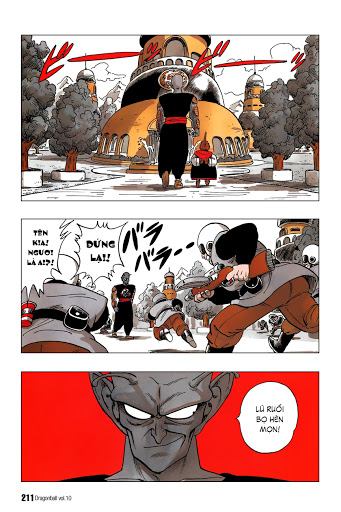 TÊN
KIA!
NGƯƠI
LÀ AI?!
ĐỨNG
LẠI!!
バラ
バラ
LŨ RUỒI
BỌ HÈN
MỌN!
211 Dragonball vol.10